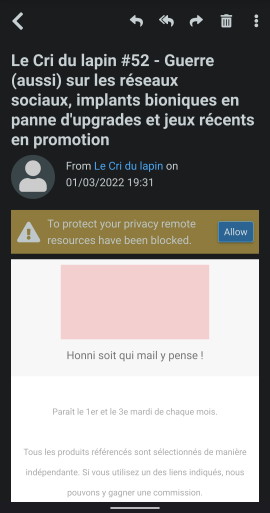 Le Cri du lapin #52 - Guerre
(aussi) sur les réseaux
sociaux, implants bioniques en
panne d'upgrades et jeux récents
en promotion
From Le Cri du lapin on
01/03/2022 19:31
To protect your privacy remote
resources have been blocked.
Allow
Honni soit qui mail y pense !
Paraît le 1er et le 3e mardi de chaque mois.
Tous les produits référencés sont sélectionnés de manière
indépendante. Si vous utilisez un des liens indiqués, nous
pouvons y gagner une commission.